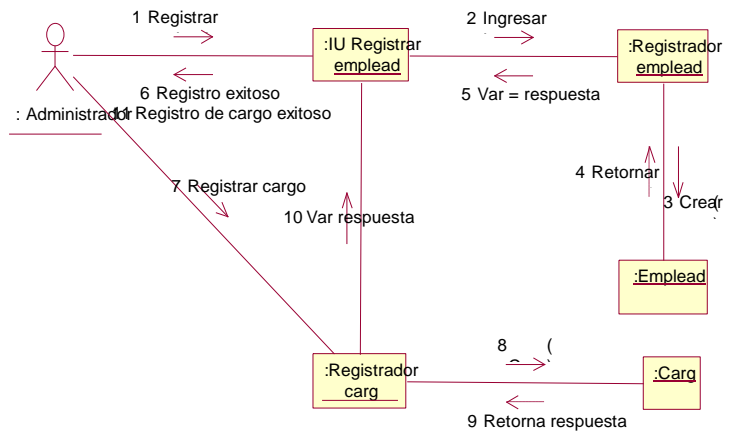 1 Registrar
2 Ingresar
:IU Registrar
emplead
:Registrador
emplead
6 Registro exitoso
5 Var = respuesta
: Administrador
11 Registro de cargo exitoso
4 Retornar
7 Registrar cargo
3 Crear
(
10 Var respuesta
:Emplead
8 (
:Registrador
carg
:Carg
9 Retorna respuesta